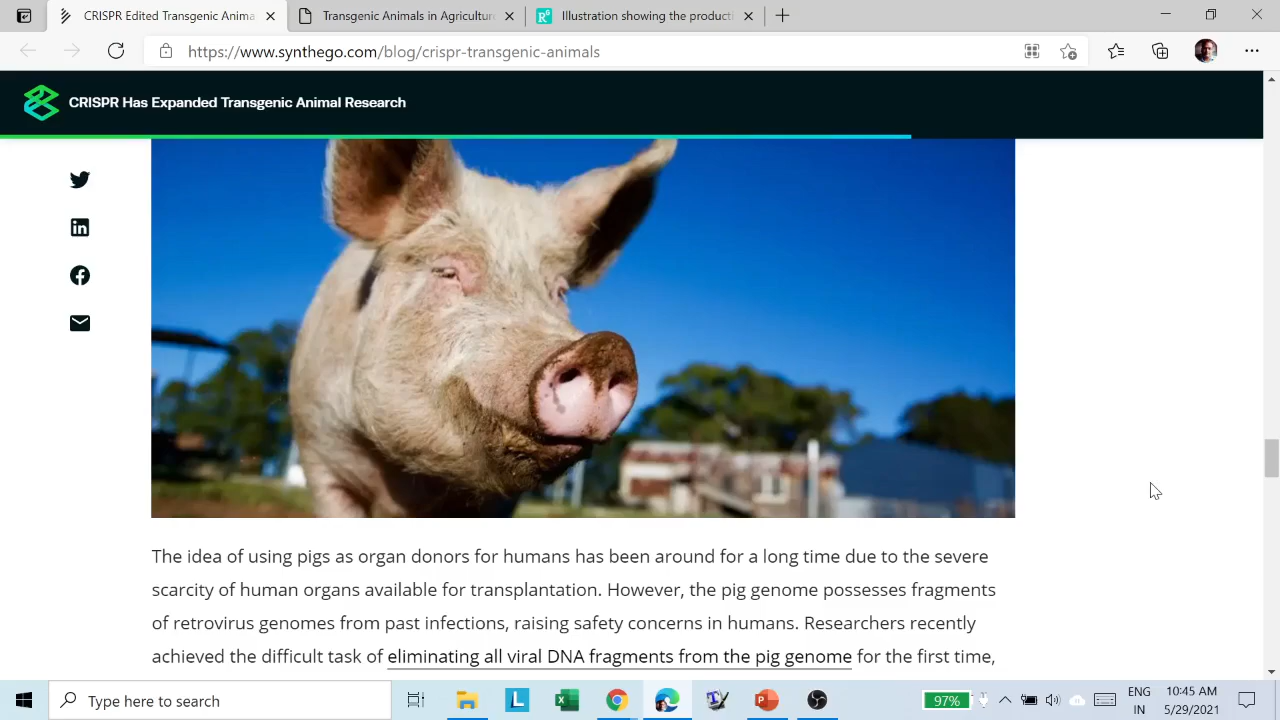 CRISPR Edited Transgenic Anima
Transgenic Animals in Agricultur
Illustration showing the producti
https://www.synthego.com/blog/crispr-transgenic-animals
CRISPR Has Expanded Transgenic Animal Research
The idea of using pigs as organ donors for humans has been around for a long time due to the severe
scarcity of human organs available for transplantation. However, the pig genome possesses fragments
of retrovirus genomes from past infections, raising safety concerns in humans. Researchers recently
achieved the difficult task of eliminating all viral DNA fragments from the pig genome for the first time,
Type here to search
97%
ENG
IN
10:45 AM
5/29/2021